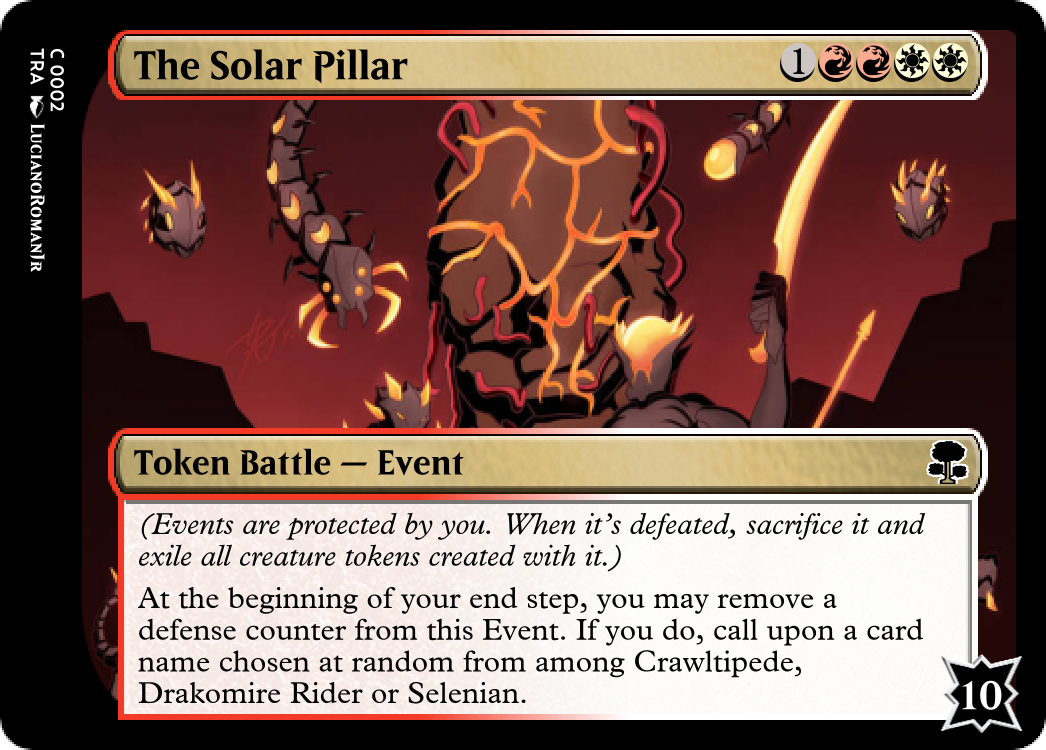 The Solar Pillar 1
C 0002
TRA LUCIANOROMANJR
Token Battle — Event
(Events are protected by you. When it's defeated, sacrifice it and
exile all creature tokens created with it.)
At the beginning of your end step, you may remove a
defense counter from this Event. If you do, call upon a card
name chosen at random from among Crawltipede,
Drakomire Rider or Selenian.
10